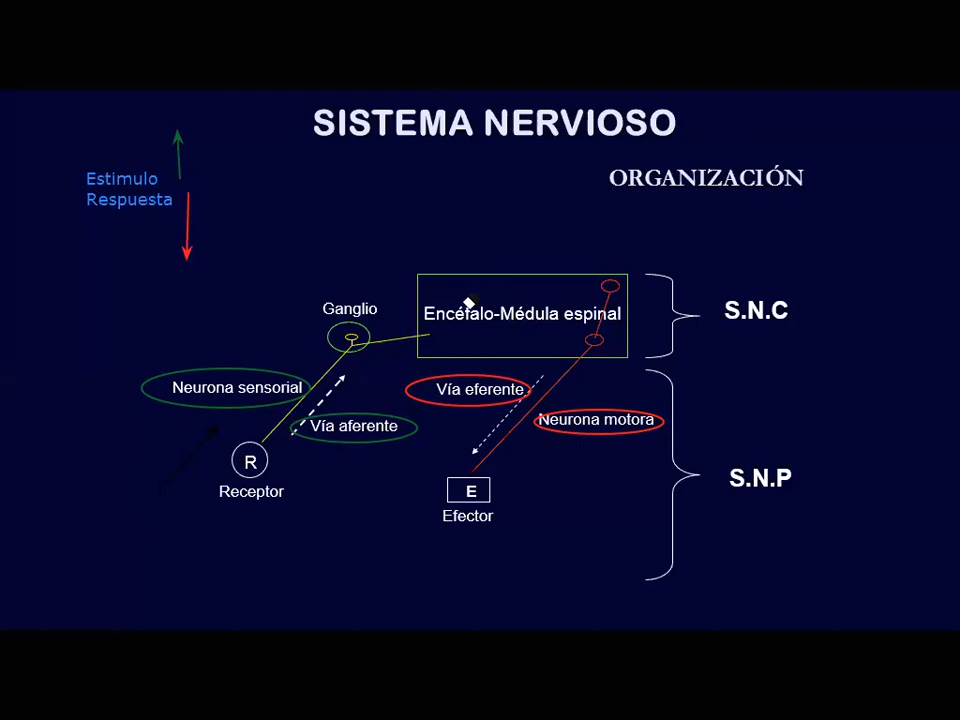 SISTEMA NERVIOSO
ORGANIZACIÓN
Estimulo
Respuesta
Ganglio
Encéfalo-Médula espinal
S.N.C
Neurona sensorial
Vía eferente
Vía aferente
Neurona motora
R
Receptor
E
Efector
S.N.P